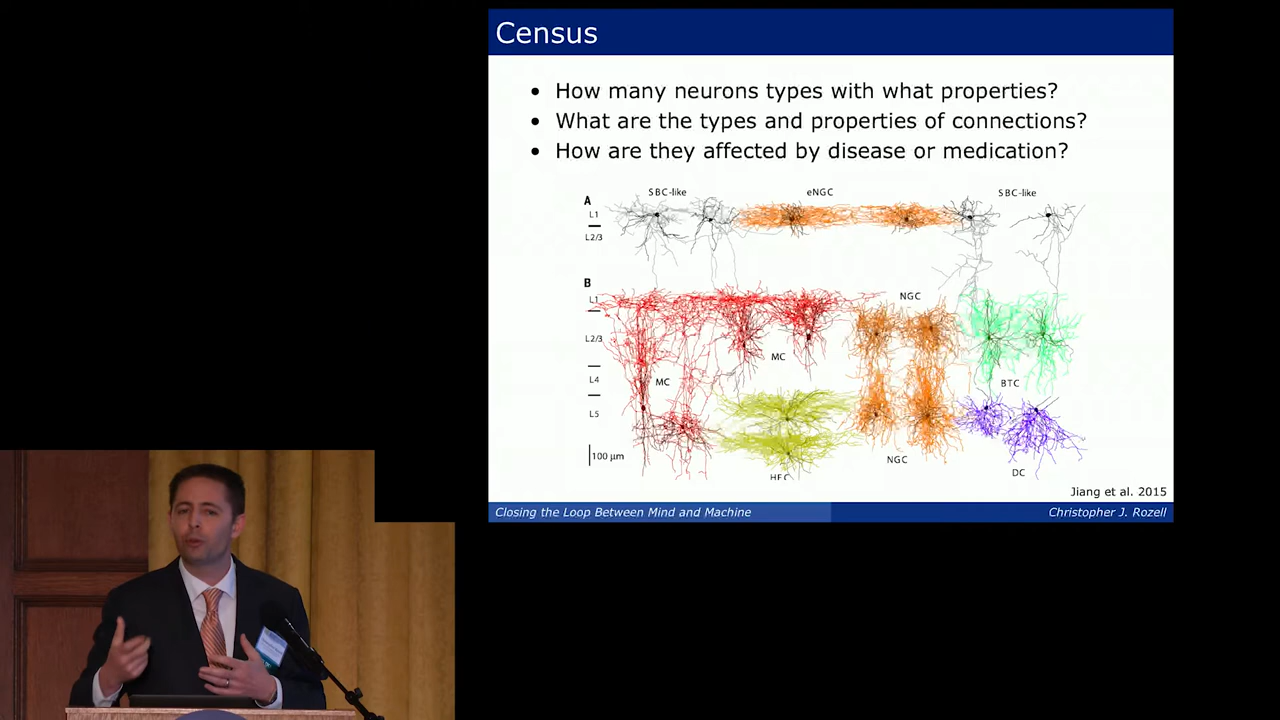 Census
How many neurons types with what properties?
What are the types and properties of connections?
How are they affected by disease or medication?
SBC-like
eNGC
SBC-like
A
L1
L2/3
B
L1
NGC
L2/3
MC
L4
MC
BTC
L5
100 μm
NGC
HEC
DC
Jiang et al. 2015
Closing the Loop Between Mind and Machine
Christopher J. Rozell